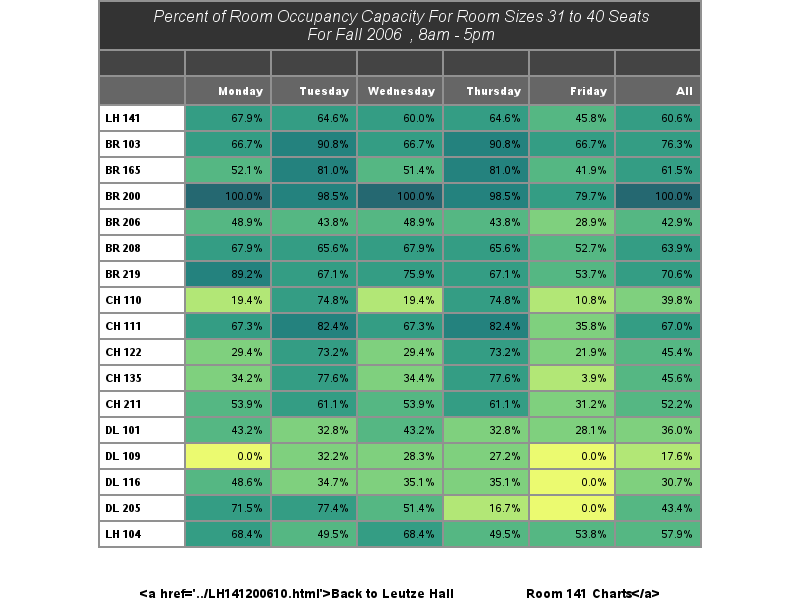 Percent of Room Occupancy Capacity For Room Sizes 31 to 40 Seats
For Fall 2006 , 8am - 5pm
Monday Tuesday Wednesday Thursday Friday All
LH 141 67.9% 64.6% 60.0% 64.6% 45.8% 60.6%
BR 103 66.7% 90.8% 66.7% 90.8% 66.7% 76.3%
BR 165 52.1% 81.0% 51.4% 81.0% 41.9% 61.5%
BR 200 100.0% 98.5% 100.0% 98.5% 79.7% 100.0%
BR 206 48.9% 43.8% 48.9% 43.8% 28.9% 42.9%
BR 208 67.9% 65.6% 67.9% 65.6% 52.7% 63.9%
BR 219 89.2% 67.1% 75.9% 67.1% 53.7% 70.6%
CH 110 19.4% 74.8% 19.4% 74.8% 10.8% 39.8%
CH 111 67.3% 82.4% 67.3% 82.4% 35.8% 67.0%
CH 122 29.4% 73.2% 29.4% 73.2% 21.9% 45.4%
CH 135 34.2% 77.6% 34.4% 77.6% 3.9% 45.6%
CH 211 53.9% 61.1% 53.9% 61.1% 31.2% 52.2%
DL 101 43.2% 32.8% 43.2% 32.8% 28.1% 36.0%
DL 109 0.0% 32.2% 28.3% 27.2% 0.0% 17.6%
DL 116 48.6% 34.7% 35.1% 35.1% 0.0% 30.7%
DL 205 71.5% 77.4% 51.4% 16.7% 0.0% 43.4%
LH 104 68.4% 49.5% 68.4% 49.5% 53.8% 57.9%
<a href='../LH141200610.html'>Back to Leutze Hall Room 141 Charts</a>